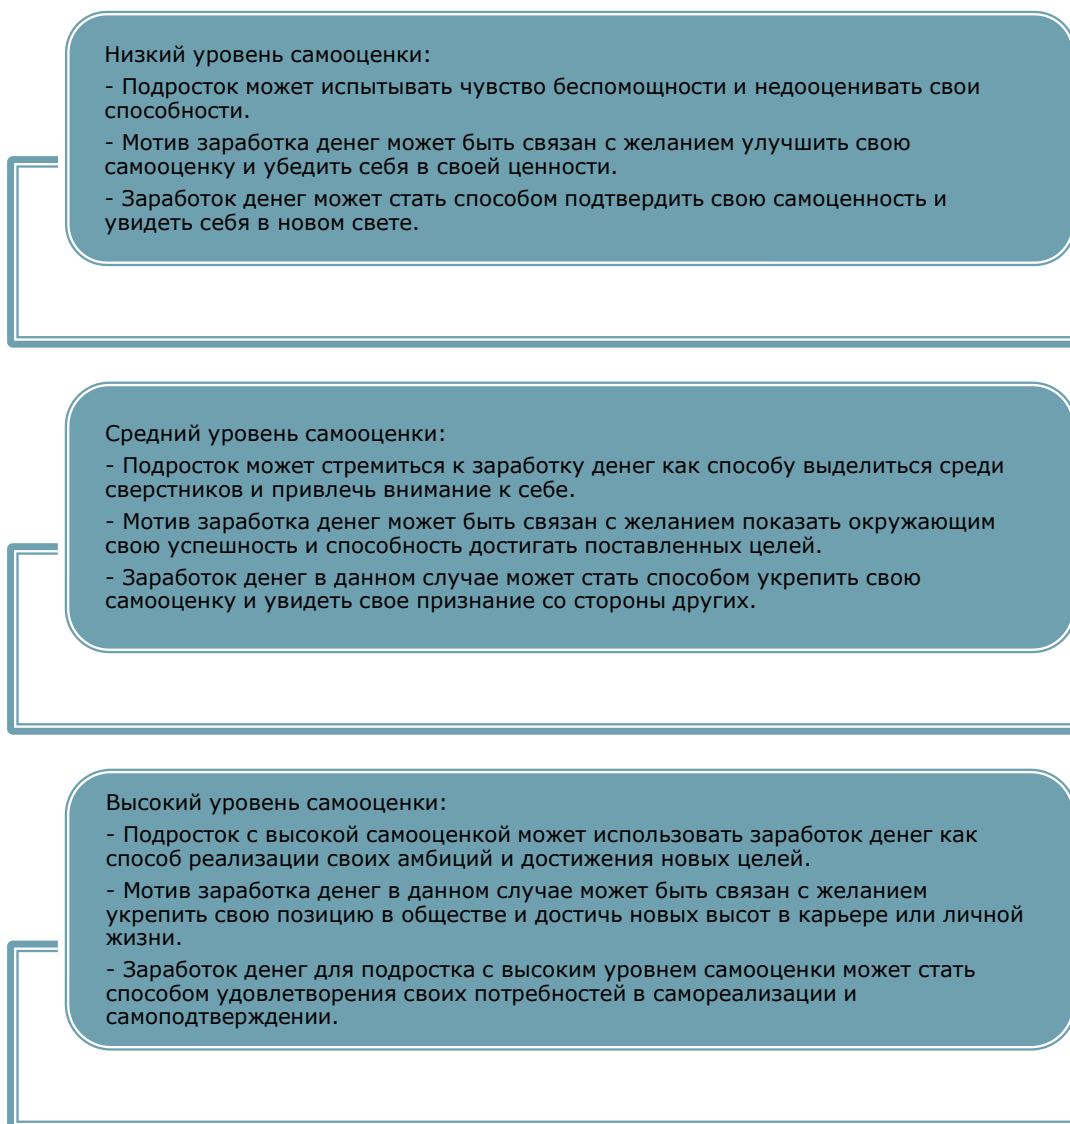 Низкий уровень самооценки:
- Подросток может испытывать чувство беспомощности и недооценивать свои
способности.
- Мотив заработка денег может быть связан с желанием улучшить свою
самооценку и убедить себя в своей ценности.
- Заработок денег может стать способом подтвердить свою самоценность и
увидеть себя в новом свете.
Средний уровень самооценки:
- Подросток может стремиться к заработку денег как способу выделиться среди
сверстников и привлечь внимание к себе.
- Мотив заработка денег может быть связан с желанием показать окружающим
свою успешность и способность достигать поставленных целей.
- Заработок денег в данном случае может стать способом укрепить свою
самооценку и увидеть свое признание со стороны других.
Высокий уровень самооценки:
- Подросток с высокой самооценкой может использовать заработок денег как
способ реализации своих амбиций и достижения новых целей.
- Мотив заработка денег в данном случае может быть связан с желанием
укрепить свою позицию в обществе и достичь новых высот в карьере или личной
жизни.
- Заработок денег для подростка с высоким уровнем самооценки может стать
способом удовлетворения своих потребностей в самореализации и
самоподтверждении.